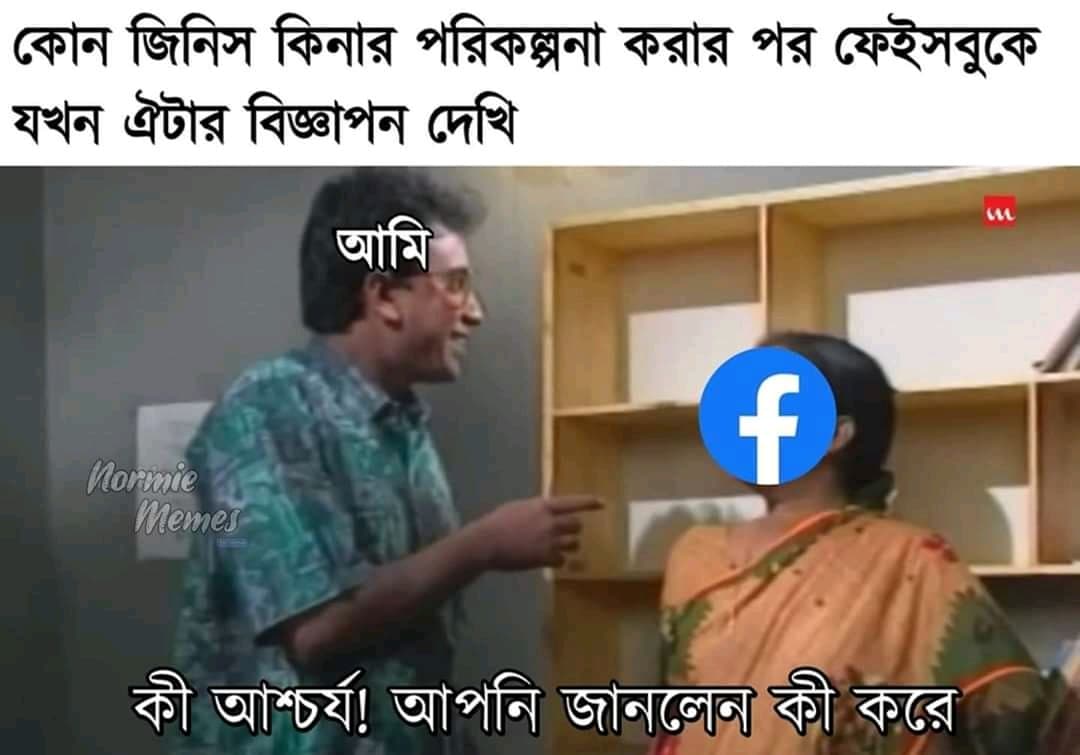 কোন জিনিস কিনার পরিকল্পনা করার পর ফেইসবুকে
যখন ঐটার বিজ্ঞাপন দেখি
আমি
Normie
Memes
কী আশ্চর্য! আপনি জানলেন কী করে